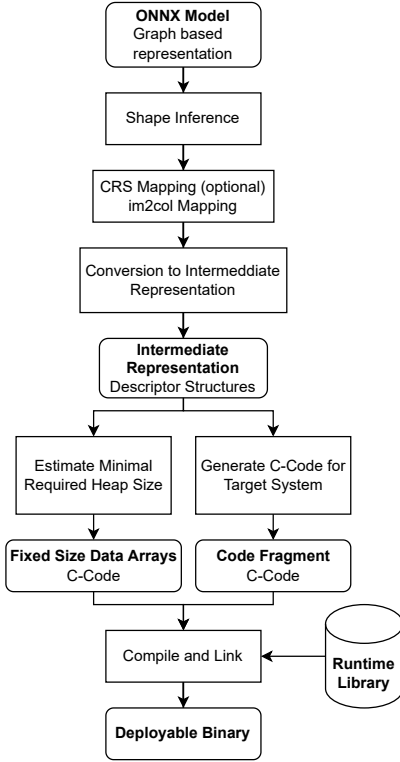 ONNX Model
Graph based
representation
Shape Inference
CRS Mapping (optional)
im2col Mapping
Conversion to Intermeddiate
Representation
Intermediate
Representation
Descriptor Structures
Estimate Minimal
Required Heap Size
Generate C-Code for
Target System
Fixed Size Data Arrays
C-Code
Code Fragment
C-Code
Compile and Link
Runtime
Library
Deployable Binary